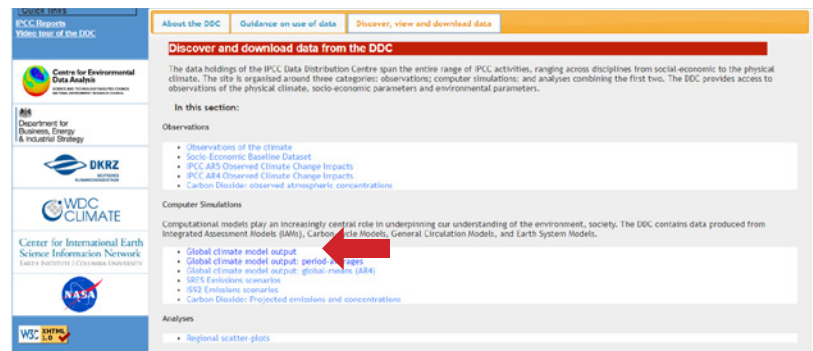 Quick links
IPCC Reports
Video tour of the DDC
Centre for Environmental
Data Analysis
SCIENCE AND TECHNOLOGY FACILITIES COUNCIL
NATURAL ENVIRONMENT RESEARCH COUNCIL
Department for
Business, Energy
& Industrial Strategy
DKRZ
DEUTSCHES
KLIMARECHENZENTRUM
WDC
CLIMATE
Center for International Earth
Science Information Network
EARTH INSTITUTE | COLUMBIA UNIVERSITY
NASA
W3C XHTML
1.0
About the DDC
Guidance on use of data
Discover, view and download data
Discover and download data from the DDC
The data holdings of the IPCC Data Distribution Centre span the entire range of IPCC activities, ranging across disciplines from social-economic to the physical
climate. The site is organised around three categories: observations; computer simulations; and analyses combining the first two. The DDC provides access to
observations of the physical climate, socio-economic parameters and environmental parameters.
In this section:
Observations
• Observations of the climate
• Socio-Economic Baseline Dataset
• IPCC AR5 Observed Climate Change Impacts
• IPCC AR4 Observed Climate Change Impacts
• Carbon Dioxide: observed atmospheric concentrations
Computer Simulations
Computational models play an increasingly central role in underpinning our understanding of the environment, society. The DDC contains data produced from
Integrated Assessment Models (IAMs), Carbon Cycle Models, General Circulation Models, and Earth System Models.
• Global climate model output
• Global climate model output: period-averages
• Global climate model output: global-means (AR4)
• SRES Emissions scenarios
• IS92 Emissions scenarios
• Carbon Dioxide: Projected emissions and concentrations
Analyses
• Regional scatter-plots